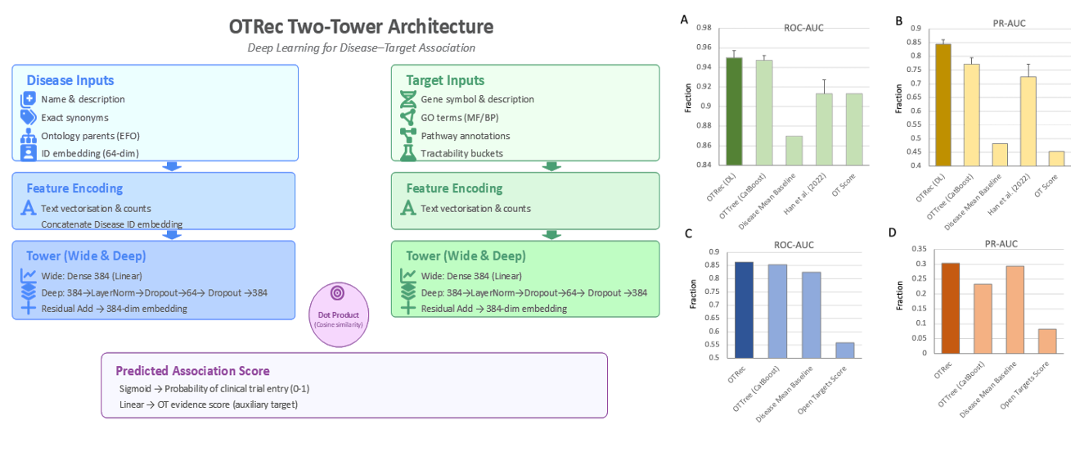 OTRec Two-Tower Architecture
Deep Learning for Disease–Target Association
Disease Inputs
Name & description
Exact synonyms
Ontology parents (EFO)
ID embedding (64-dim)
Feature Encoding
Text vectorisation & counts
Concatenate Disease ID embedding
Tower (Wide & Deep)
Wide: Dense 384 (Linear)
Deep: 384→LayerNorm→Dropout→64→ Dropout →384
Residual Add → 384-dim embedding
Target Inputs
Gene symbol & description
GO terms (MF/BP)
Pathway annotations
Tractability buckets
Feature Encoding
Text vectorisation & counts
Tower (Wide & Deep)
Wide: Dense 384 (Linear)
Deep: 384→LayerNorm→Dropout→64→ Dropout →384
Residual Add → 384-dim embedding
Dot Product
(Cosine similarity)
Predicted Association Score
Sigmoid → Probability of clinical trial entry (0-1)
Linear → OT evidence score (auxiliary target)
A
ROC-AUC
Fraction
0.98
0.96
0.94
0.92
0.9
0.88
0.86
0.84
OTRec (DL)
OTTree (CatBoost)
Disease Mean Baseline
Han et al. (2022)
OT Score
B
PR-AUC
Fraction
0.9
0.85
0.8
0.75
0.7
0.65
0.6
0.55
0.5
0.45
0.4
OTRec (DL)
OTTree (CatBoost)
Disease Mean Baseline
Han et al. (2022)
OT Score
C
ROC-AUC
Fraction
0.9
0.85
0.8
0.75
0.7
0.65
0.6
0.55
0.5
OTRec
OTTree (CatBoost)
Disease Mean Baseline
Open Targets Score
D
PR-AUC
Fraction
0.35
0.3
0.25
0.2
0.15
0.1
0.05
0
OTRec
OTTree (CatBoost)
Disease Mean Baseline
Open Targets Score